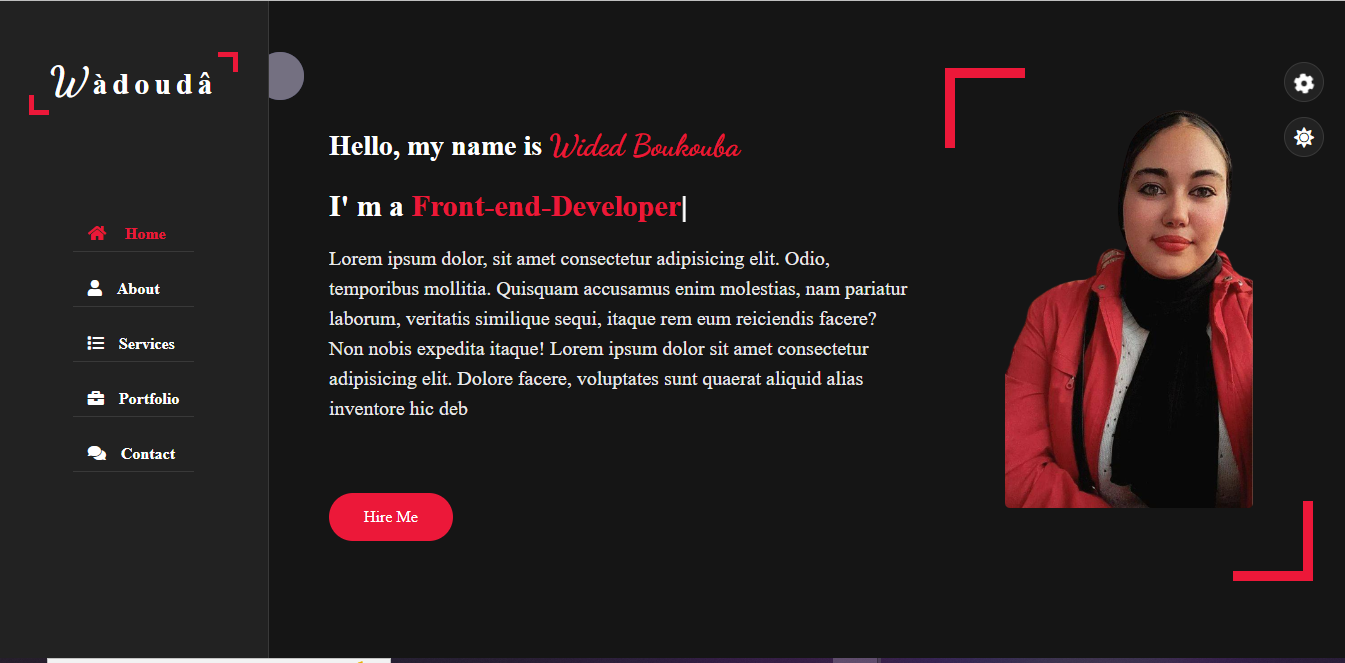 Wàdoudâ
Home
About
Services
Portfolio
Contact
Hello, my name is Wided Boukouba
I' m a Front-end-Developer|
Lorem ipsum dolor, sit amet consectetur adipisicing elit. Odio,
temporibus mollitia. Quisquam accusamus enim molestias, nam pariatur
laborum, veritatis similique sequi, itaque rem eum reiciendis facere?
Non nobis expedita itaque! Lorem ipsum dolor sit amet consectetur
adipisicing elit. Dolore facere, voluptates sunt quaerat aliquid alias
inventore hic deb
Hire Me